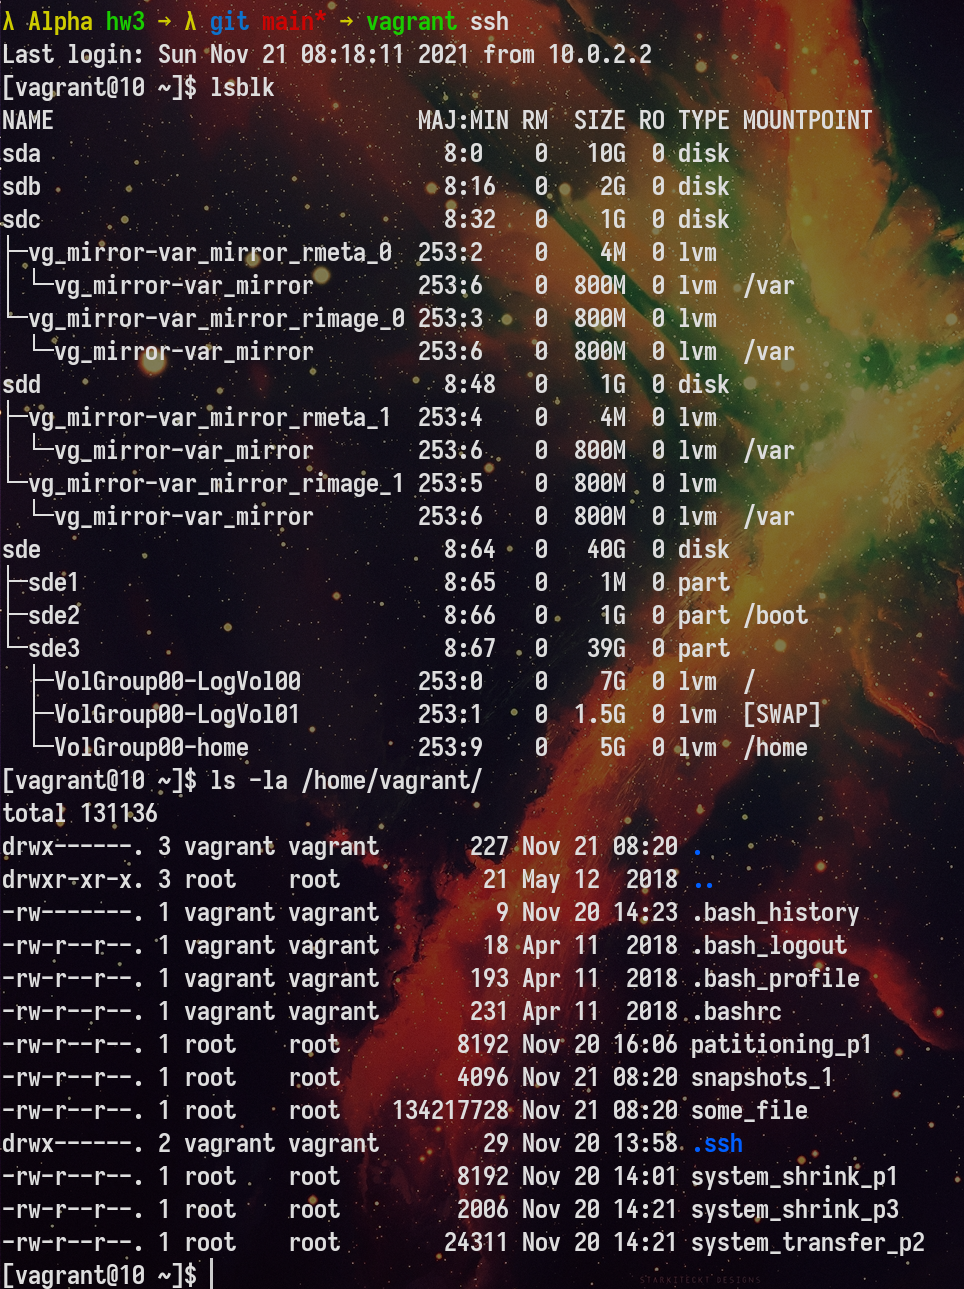 λ Alpha hw3 → λ git main* → vagrant ssh
Last login: Sun Nov 21 08:18:11 2021 from 10.0.2.2
[vagrant@10 ~]$ lsblk
NAME                            MAJ:MIN RM  SIZE RO TYPE MOUNTPOINT
sda                               8:0    0   10G  0 disk
sdb                               8:16   0    2G  0 disk
sdc                               8:32   0    1G  0 disk
├─vg_mirror-var_mirror_rmeta_0  253:2    0    4M  0 lvm
│ └─vg_mirror-var_mirror        253:6    0  800M  0 lvm  /var
└─vg_mirror-var_mirror_rimage_0 253:3    0  800M  0 lvm
  └─vg_mirror-var_mirror        253:6    0  800M  0 lvm  /var
sdd                               8:48   0    1G  0 disk
├─vg_mirror-var_mirror_rmeta_1  253:4    0    4M  0 lvm
│ └─vg_mirror-var_mirror        253:6    0  800M  0 lvm  /var
└─vg_mirror-var_mirror_rimage_1 253:5    0  800M  0 lvm
  └─vg_mirror-var_mirror        253:6    0  800M  0 lvm  /var
sde                               8:64   0   40G  0 disk
├─sde1                            8:65   0    1M  0 part
├─sde2                            8:66   0    1G  0 part /boot
└─sde3                            8:67   0   39G  0 part
  ├─VolGroup00-LogVol00         253:0    0    7G  0 lvm  /
  ├─VolGroup00-LogVol01         253:1    0  1.5G  0 lvm  [SWAP]
  └─VolGroup00-home             253:9    0    5G  0 lvm  /home
[vagrant@10 ~]$ ls -la /home/vagrant/
total 131136
drwx------. 3 vagrant vagrant       227 Nov 21 08:20 .
drwxr-xr-x. 3 root    root           21 May 12  2018 ..
-rw-------. 1 vagrant vagrant         9 Nov 20 14:23 .bash_history
-rw-r--r--. 1 vagrant vagrant        18 Apr 11  2018 .bash_logout
-rw-r--r--. 1 vagrant vagrant       193 Apr 11  2018 .bash_profile
-rw-r--r--. 1 vagrant vagrant       231 Apr 11  2018 .bashrc
-rw-r--r--. 1 root    root         8192 Nov 20 16:06 patitioning_p1
-rw-r--r--. 1 root    root         4096 Nov 21 08:20 snapshots_1
-rw-r--r--. 1 root    root    134217728 Nov 21 08:20 some_file
drwx------. 2 vagrant vagrant        29 Nov 20 13:58 .ssh
-rw-r--r--. 1 root    root         8192 Nov 20 14:01 system_shrink_p1
-rw-r--r--. 1 root    root         2006 Nov 20 14:21 system_shrink_p3
-rw-r--r--. 1 root    root        24311 Nov 20 14:21 system_transfer_p2
[vagrant@10 ~]$
STARKITECKT DESIGNS